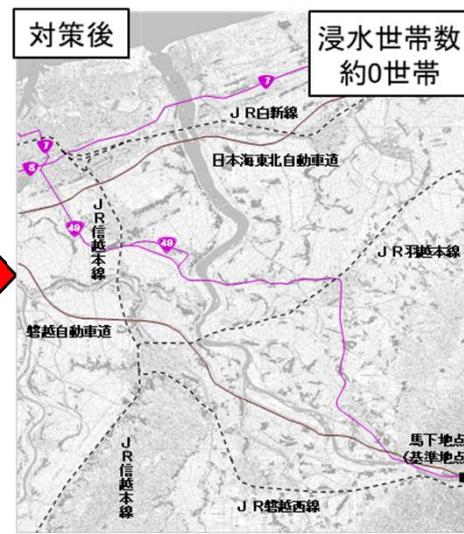 対策後
浸水世帯数
約0世帯
7
JR白新線
7
日本海東北自動車道
8
JR信越本線
49
49
JR羽越本線
磐越自動車道
馬下地点
(基準地点
JR信越本線
JR磐越西線